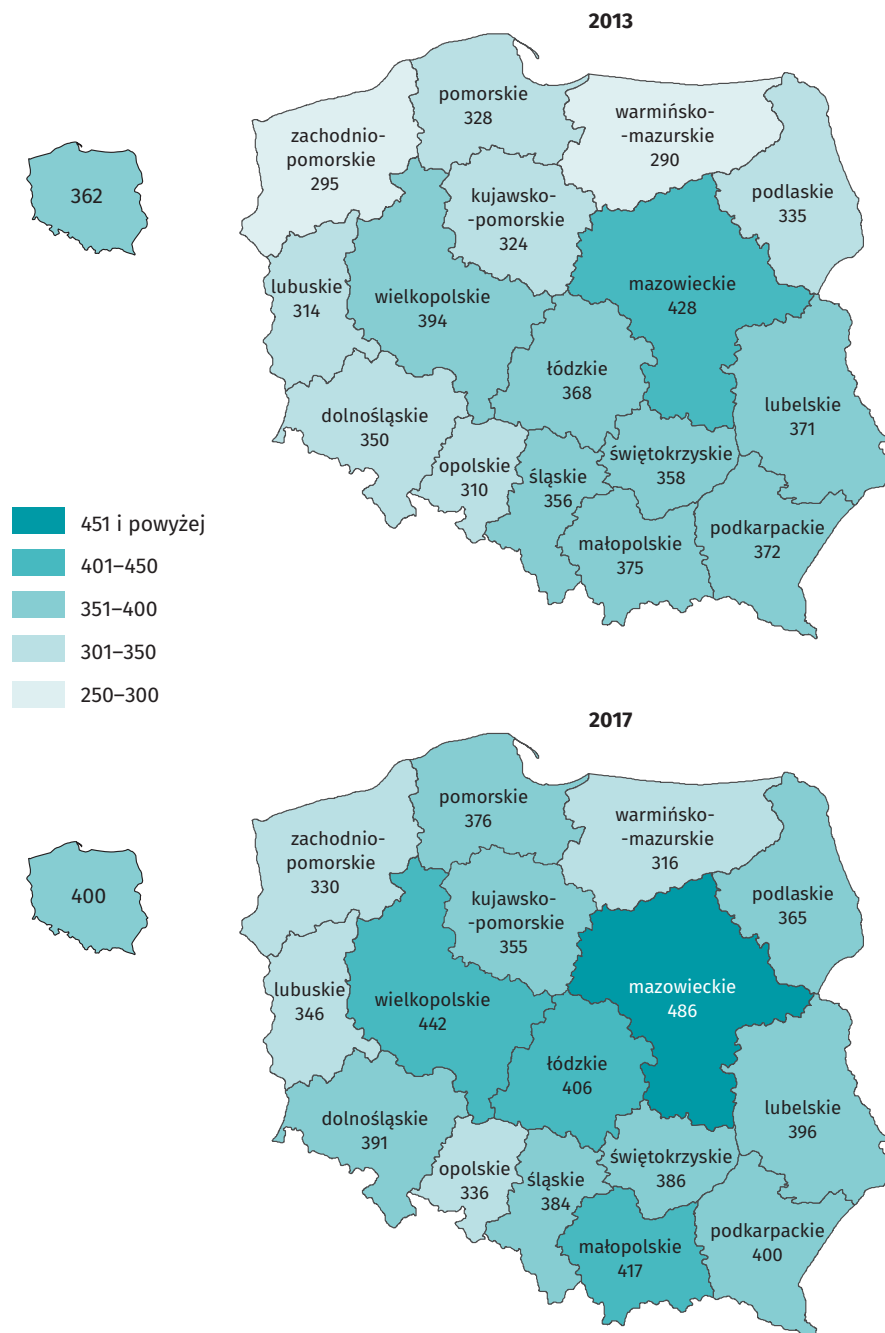 2013
pomorskie
328
warmińsko-
-mazurskie
290
zachodnio-
pomorskie
295
362
kujawsko-
-pomorskie
324
podlaskie
335
lubuskie
314
wielkopolskie
394
mazowieckie
428
łódzkie
368
lubelskie
371
dolnośląskie
350
opolskie
310
śląskie
356
świętokrzyskie
358
małopolskie
375
podkarpackie
372
451 i powyżej
401–450
351–400
301–350
250–300
2017
pomorskie
376
warmińsko-
-mazurskie
316
zachodnio-
pomorskie
330
400
kujawsko-
-pomorskie
355
podlaskie
365
lubuskie
346
wielkopolskie
442
mazowieckie
486
łódzkie
406
lubelskie
396
dolnośląskie
391
opolskie
336
śląskie
384
świętokrzyskie
386
małopolskie
417
podkarpackie
400